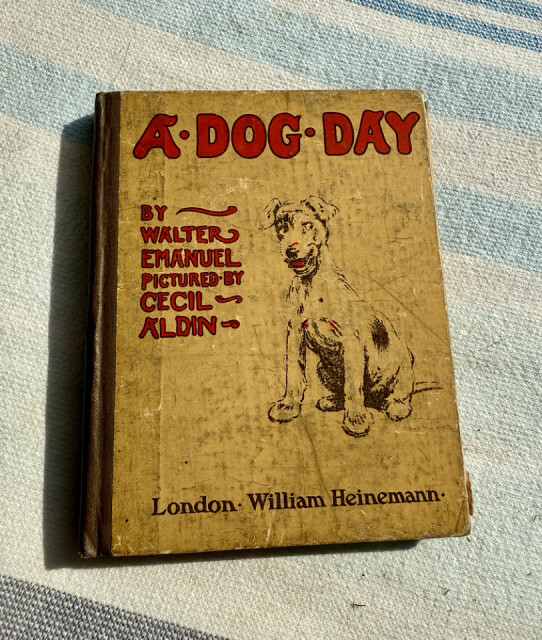 A·DOG·DAY
BY
WALTER
EMANUEL
PICTURED·BY
CECIL
ALDIN
London· William Heinemann·